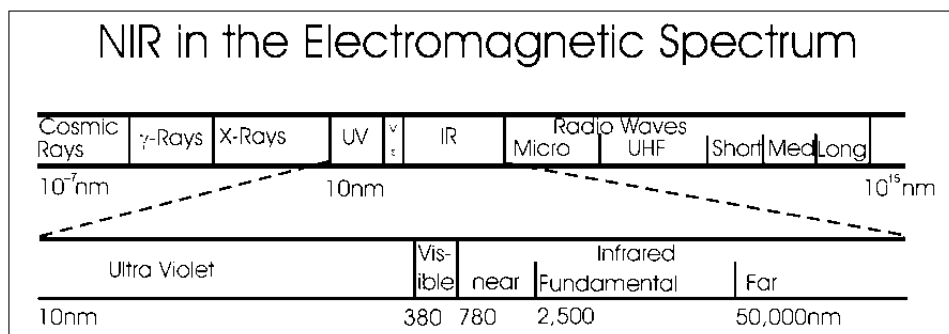 NIR in the Electromagnetic Spectrum
Cosmic Rays γ-Rays X-Rays UV IR Radio Waves
Micro UHF Short Med Long
10⁻⁷nm 10nm 10¹⁵nm
Ultra Violet Vis-ible near Infrared
Fundamental Far
10nm 380 780 2,500 50,000nm